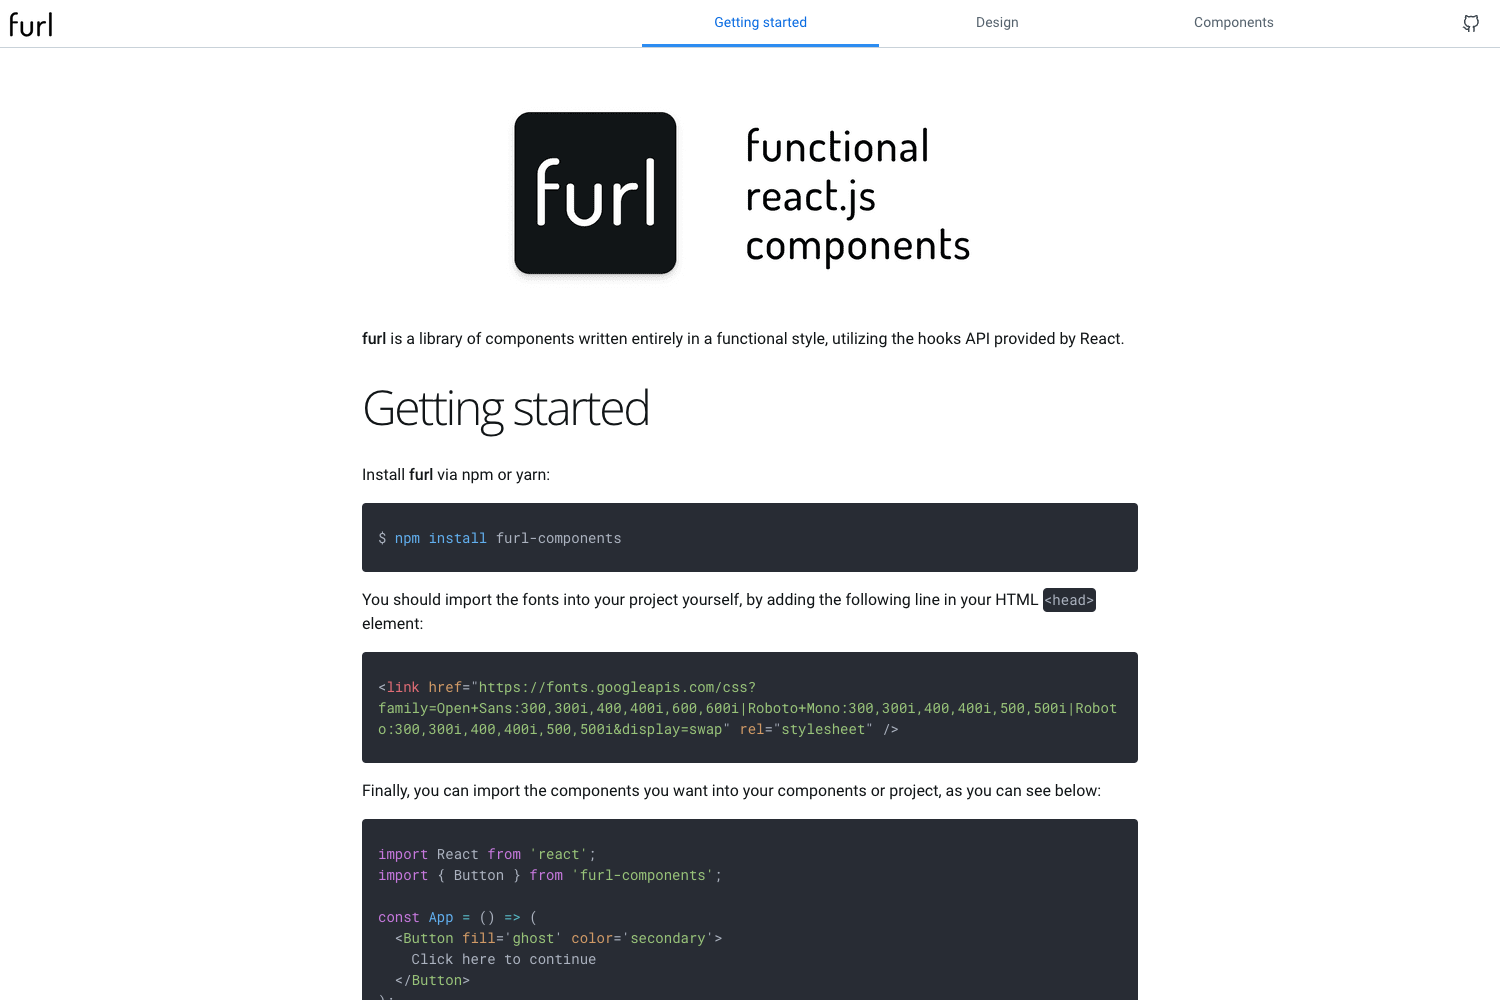 furl
Getting started
Design
Components
furl
functional
react.js
components
furl is a library of components written entirely in a functional style, utilizing the hooks API provided by React.
Getting started
Install furl via npm or yarn:
$ npm install furl-components
You should import the fonts into your project yourself, by adding the following line in your HTML <head>
element:
<link href="https://fonts.googleapis.com/css?
family=Open+Sans:300,300i,400,400i,600,600i|Roboto+Mono:300,300i,400,400i,500,500i|Robot
o:300,300i,400,400i,500,500i&display=swap" rel="stylesheet" />
Finally, you can import the components you want into your components or project, as you can see below:
import React from 'react';
import { Button } from 'furl-components';
const App = () => (
<Button fill='ghost' color='secondary'>
Click here to continue
</Button>
);